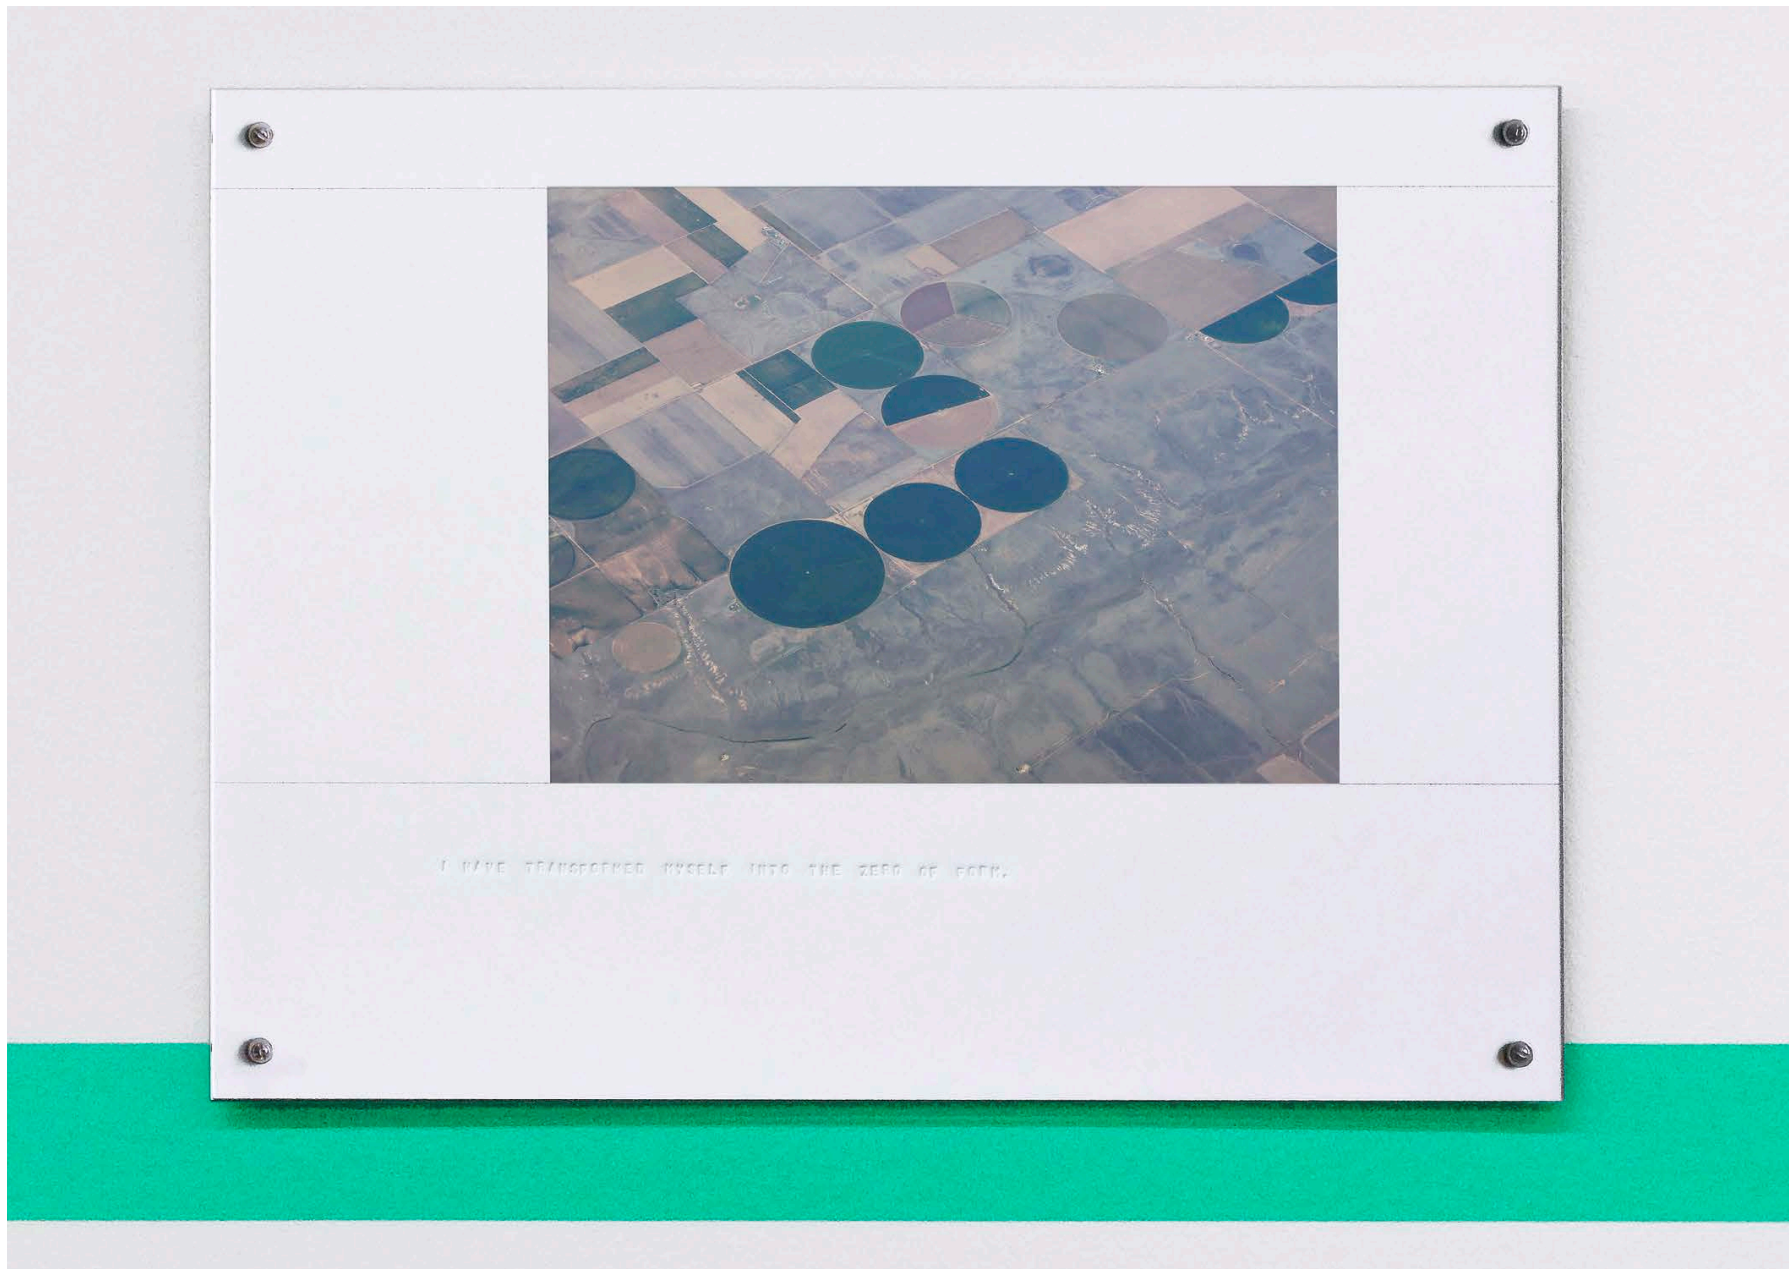 I HAVE TRANSFORMED MYSELF INTO THE ZERO OF FORM.